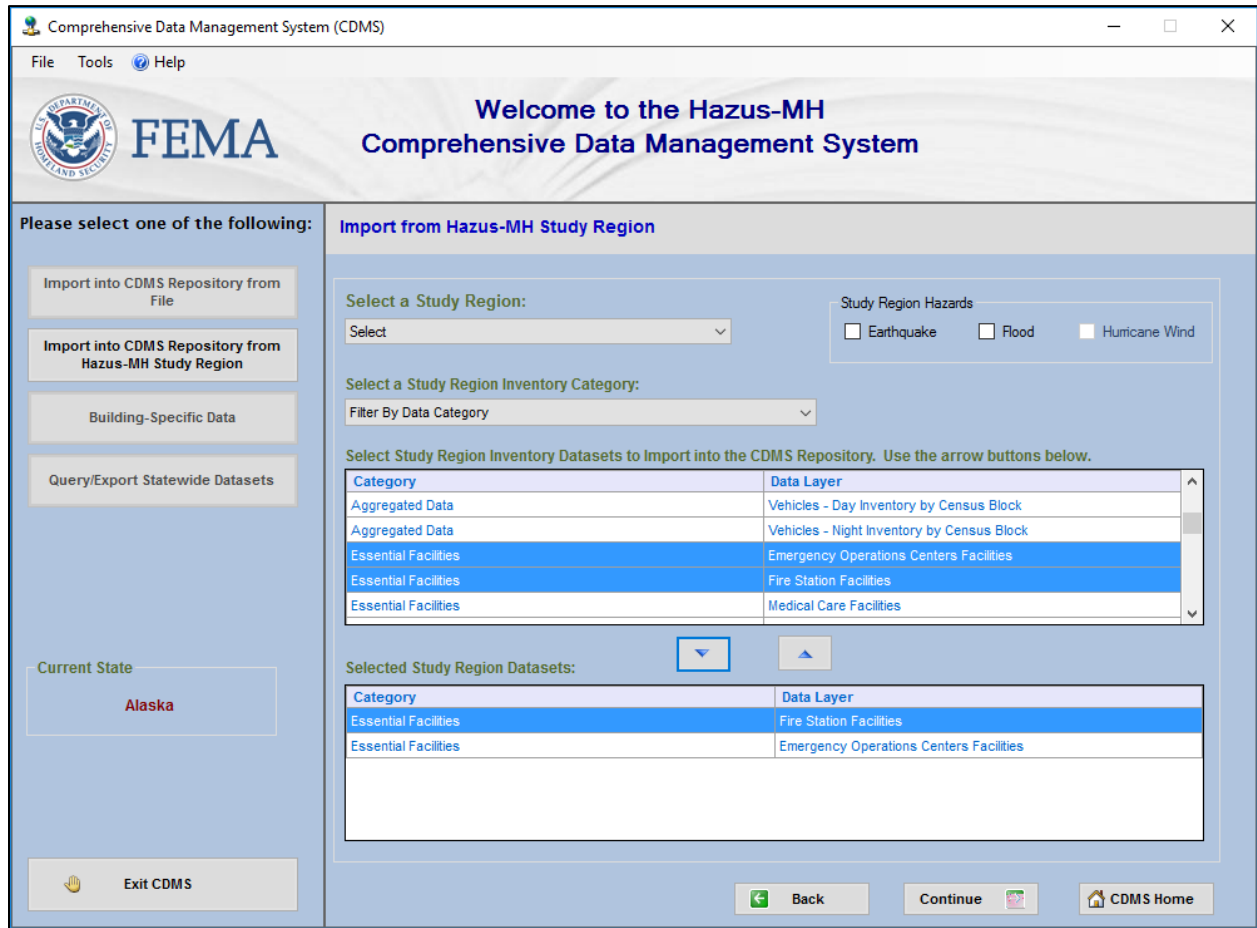 Comprehensive Data Management System (CDMS)
File Tools Help
U.S. DEPARTMENT OF HOMELAND SECURITY
FEMA
Welcome to the Hazus-MH
Comprehensive Data Management System
Please select one of the following:
Import into CDMS Repository from
File
Import into CDMS Repository from
Hazus-MH Study Region
Building-Specific Data
Query/Export Statewide Datasets
Current State
Alaska
Exit CDMS
Import from Hazus-MH Study Region
Select a Study Region:
Select
Study Region Hazards
Earthquake Flood Hurricane Wind
Select a Study Region Inventory Category:
Filter By Data Category
Select Study Region Inventory Datasets to Import into the CDMS Repository. Use the arrow buttons below.
Category Data Layer
Aggregated Data Vehicles - Day Inventory by Census Block
Aggregated Data Vehicles - Night Inventory by Census Block
Essential Facilities Emergency Operations Centers Facilities
Essential Facilities Fire Station Facilities
Essential Facilities Medical Care Facilities
Selected Study Region Datasets:
Category Data Layer
Essential Facilities Fire Station Facilities
Essential Facilities Emergency Operations Centers Facilities
Back Continue CDMS Home